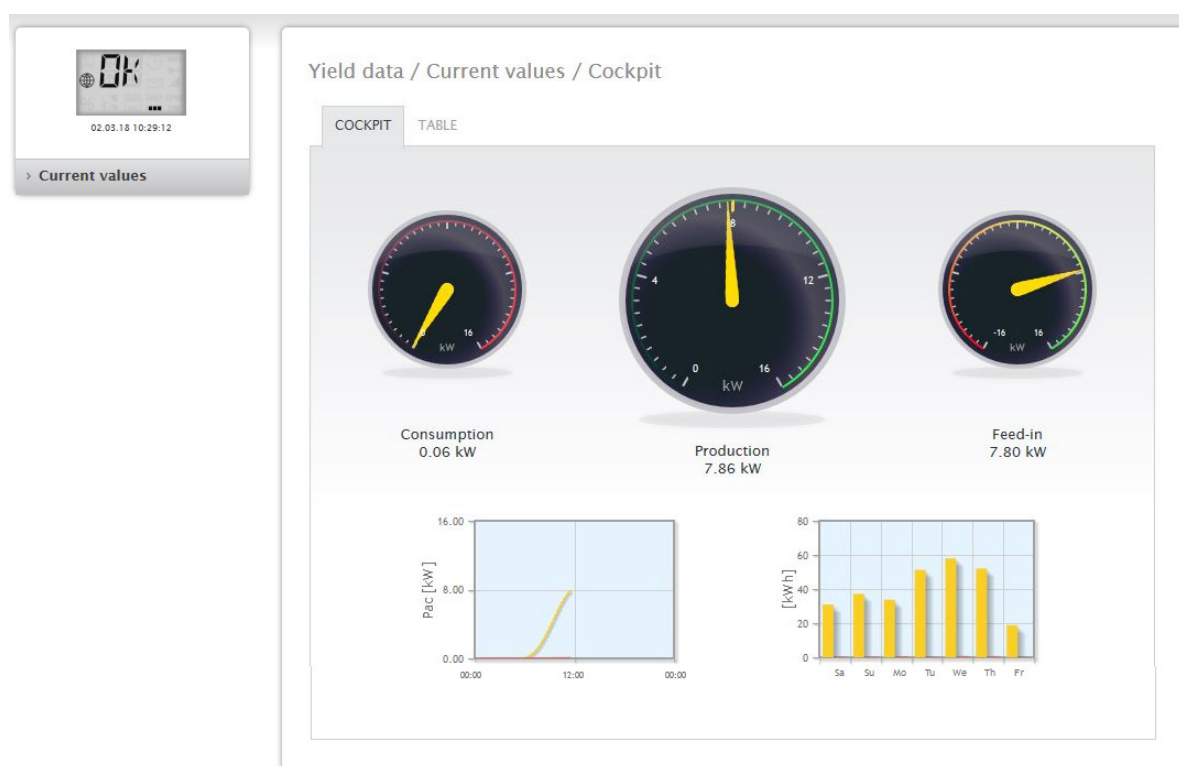 OK
02.03.18 10:29:12
› Current values
Yield data / Current values / Cockpit
COCKPIT TABLE
0 16
kW
Consumption
0.06 kW
0 4 8 12 16
kW
Production
7.86 kW
-16 16
kW
Feed-in
7.80 kW
16.00
8.00
0.00
Pac [kW]
00:00 12:00 00:00
80
60
40
20
0
[kWh]
Sa Su Mo Tu We Th Fr